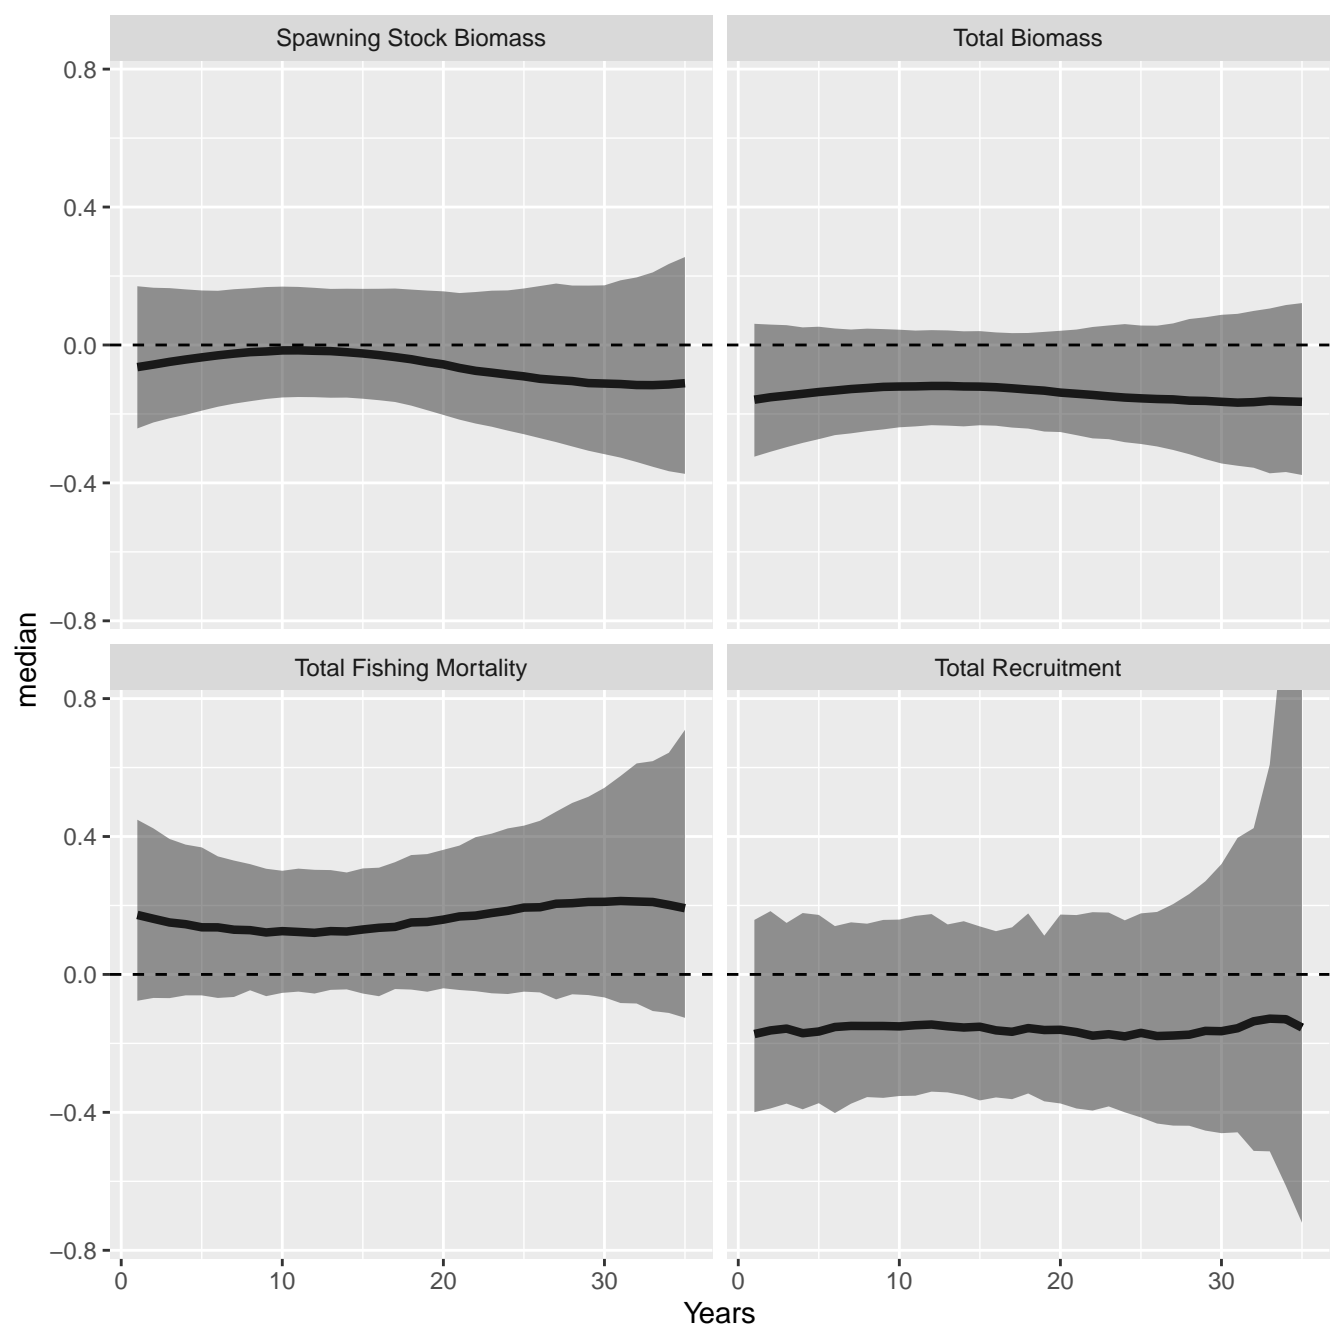 Spawning Stock Biomass
Total Biomass
0.8
0.4
0.0
−0.4
−0.8
median
Total Fishing Mortality
Total Recruitment
0.8
0.4
0.0
−0.4
−0.8
0 10 20 30
0 10 20 30
Years